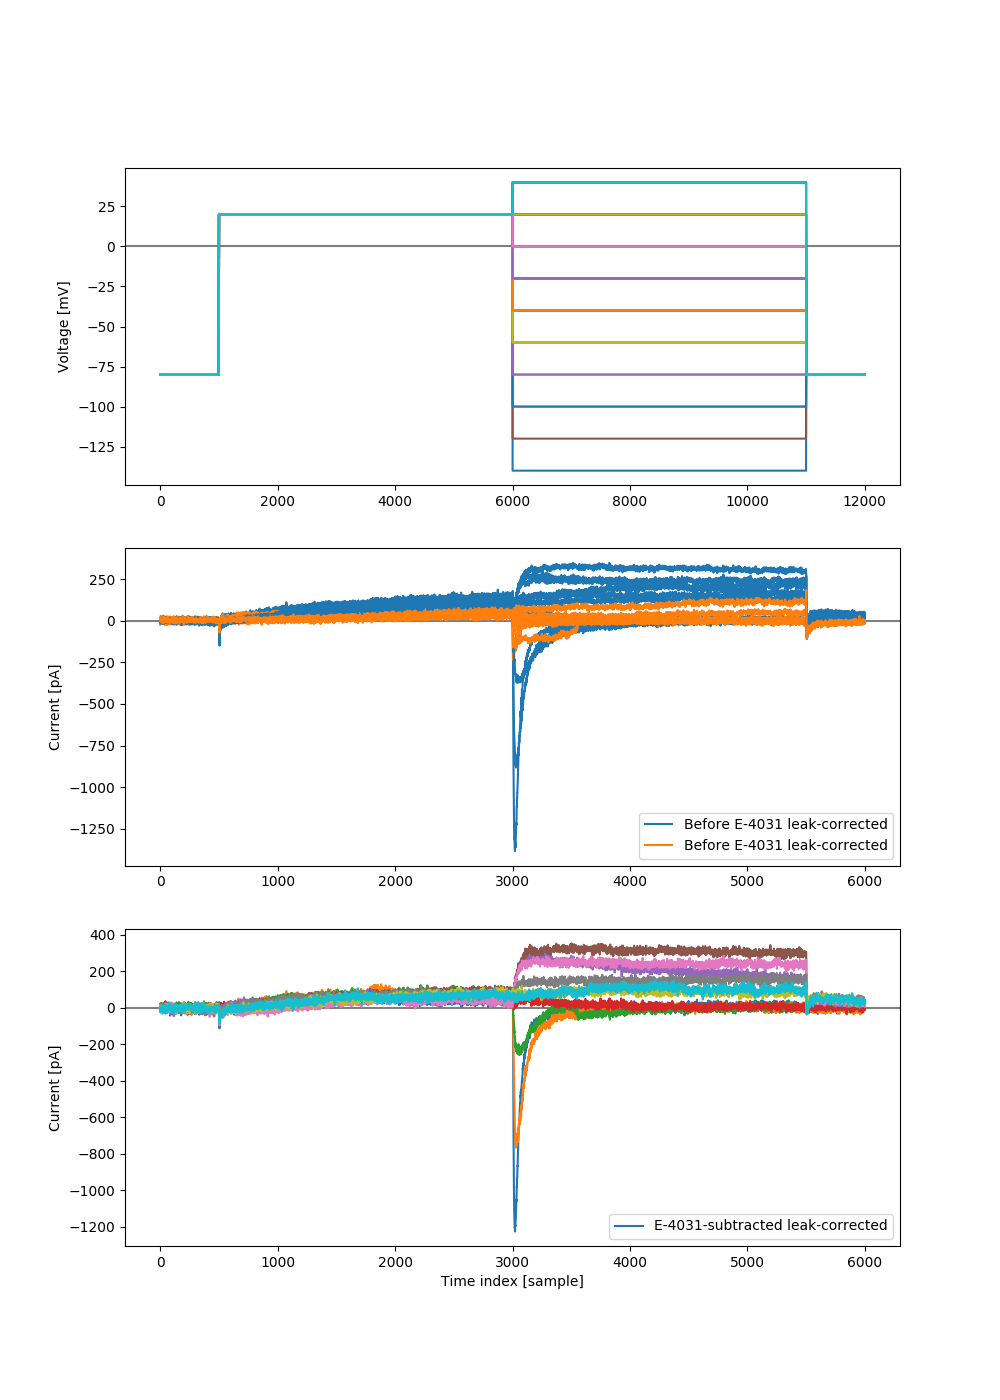 25
0
−25
−50
−75
−100
−125
Voltage [mV]
0 2000 4000 6000 8000 10000 12000
250
0
−250
−500
−750
−1000
−1250
Current [pA]
Before E-4031 leak-corrected
Before E-4031 leak-corrected
0 1000 2000 3000 4000 5000 6000
400
200
0
−200
−400
−600
−800
−1000
−1200
Current [pA]
E-4031-subtracted leak-corrected
0 1000 2000 3000 4000 5000 6000
Time index [sample]